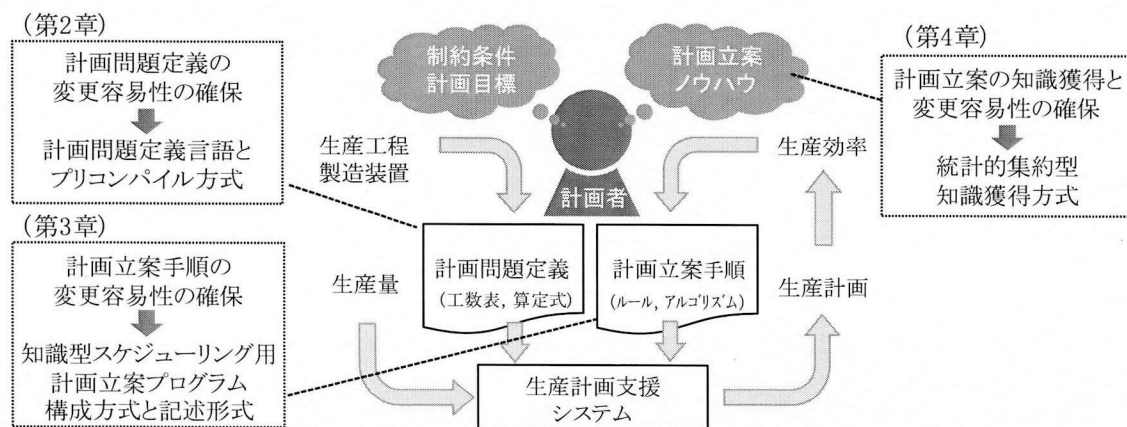 (第2章)
計画問題定義の
変更容易性の確保
計画問題定義言語と
プリコンパイル方式
(第3章)
計画立案手順の
変更容易性の確保
知識型スケジューリング用
計画立案プログラム
構成方式と記述形式
制約条件
計画目標
計画立案
ノウハウ
生産工程
製造装置
計画者
生産効率
生産量
計画問題定義
(工数表, 算定式)
計画立案手順
(ルール, アルゴリズム)
生産計画
生産計画支援
システム
(第4章)
計画立案の知識獲得と
変更容易性の確保
統計的集約型
知識獲得方式